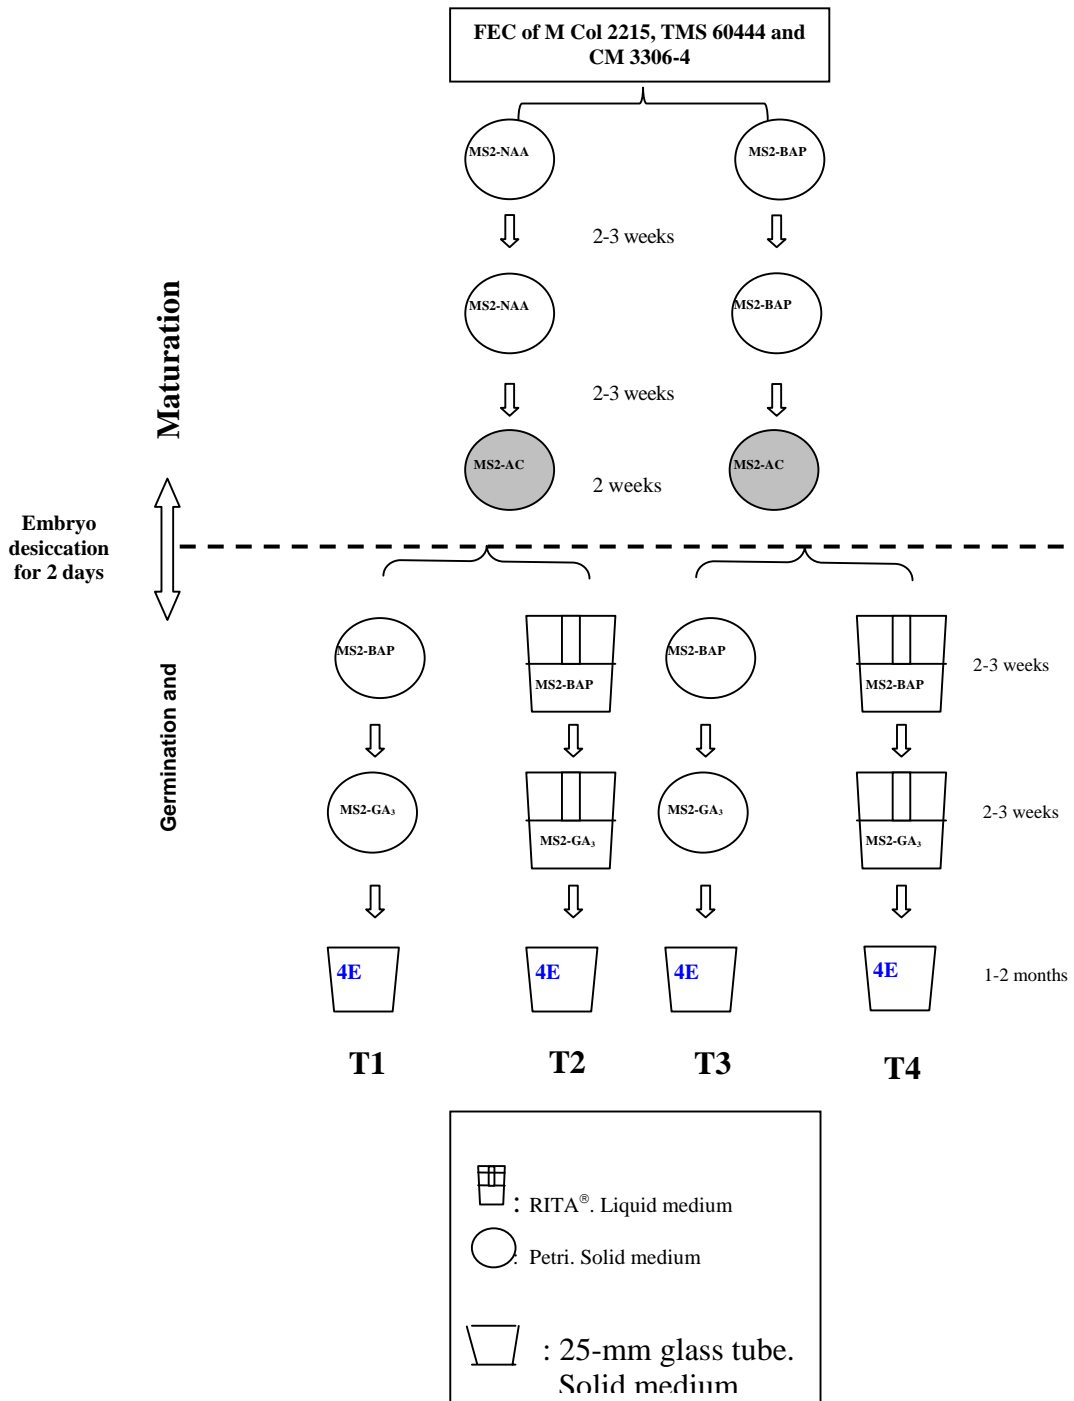 FEC of M Col 2215, TMS 60444 and
CM 3306-4
MS2-NAA
MS2-BAP
2-3 weeks
MS2-NAA
MS2-BAP
2-3 weeks
MS2-AC
MS2-AC
2 weeks
Maturation
Embryo
desiccation
for 2 days
Germination and
MS2-BAP
MS2-BAP
MS2-BAP
MS2-BAP
2-3 weeks
MS2-GA₃
MS2-GA₃
MS2-GA₃
MS2-GA₃
2-3 weeks
4E
4E
4E
4E
1-2 months
T1
T2
T3
T4
: RITA®. Liquid medium
: Petri. Solid medium
: 25-mm glass tube.
Solid medium